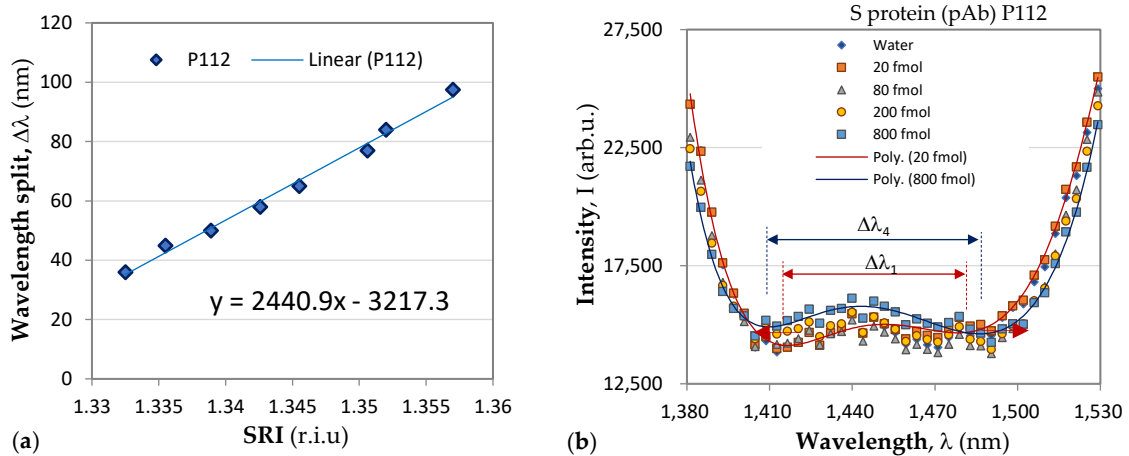 120
100
80
60
40
20
0
Wavelength split, Δλ (nm)
P112 Linear (P112)
y = 2440.9x - 3217.3
1.33 1.335 1.34 1.345 1.35 1.355 1.36
SRI (r.i.u)
(a)
S protein (pAb) P112
27,500
22,500
17,500
12,500
Intensity, I (arb.u.)
Water
20 fmol
80 fmol
200 fmol
800 fmol
Poly. (20 fmol)
Poly. (800 fmol)
Δλ4
Δλ1
1,380 1,410 1,440 1,470 1,500 1,530
Wavelength, λ (nm)
(b)